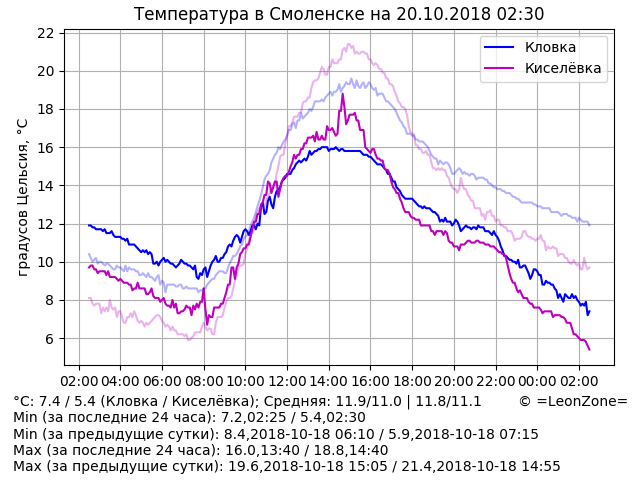 Температура в Смоленске на 20.10.2018 02:30
Кловка
Киселёвка
градусов Цельсия, °C
22
20
18
16
14
12
10
8
6
02:00 04:00 06:00 08:00 10:00 12:00 14:00 16:00 18:00 20:00 22:00 00:00 02:00
°C: 7.4 / 5.4 (Кловка / Киселёвка); Средняя: 11.9/11.0 | 11.8/11.1 © =LeonZone=
Min (за последние 24 часа): 7.2,02:25 / 5.4,02:30
Min (за предыдущие сутки): 8.4,2018-10-18 06:10 / 5.9,2018-10-18 07:15
Max (за последние 24 часа): 16.0,13:40 / 18.8,14:40
Max (за предыдущие сутки): 19.6,2018-10-18 15:05 / 21.4,2018-10-18 14:55